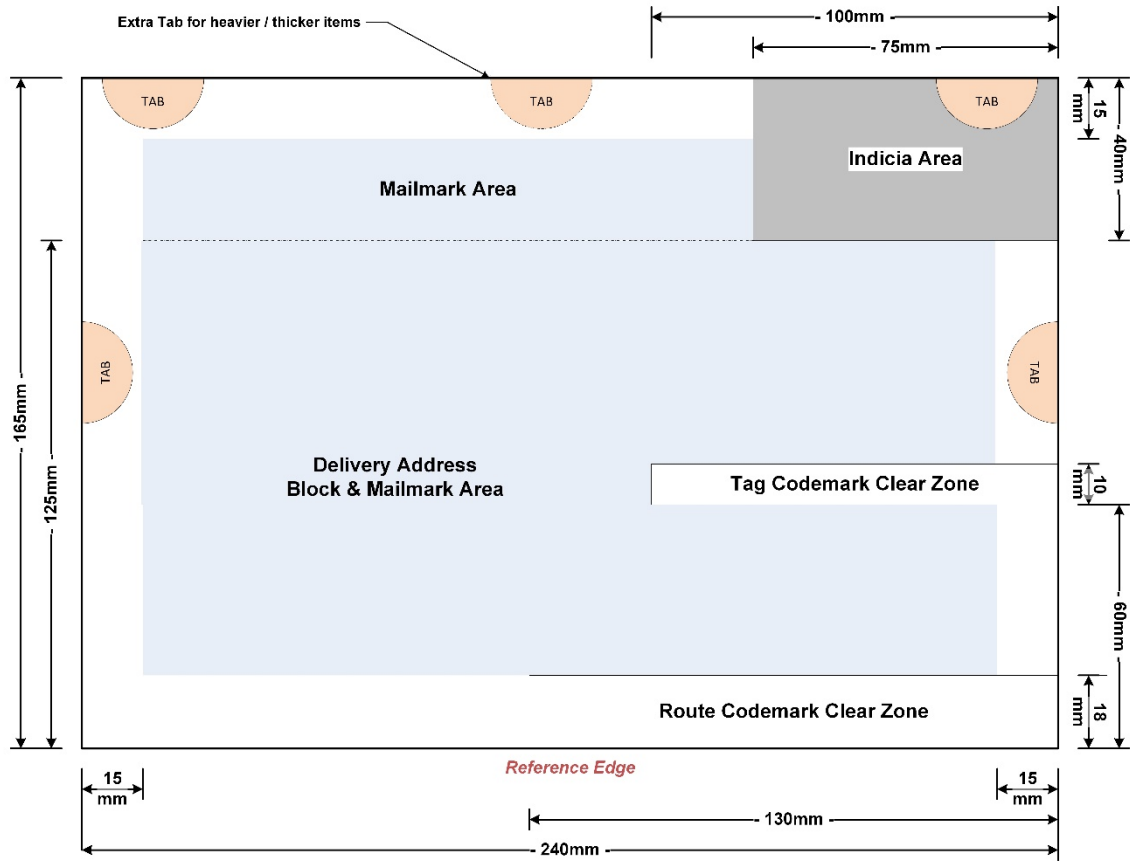 Extra Tab for heavier / thicker items
- 100mm -
- 75mm -
TAB
TAB
TAB
15
mm
- 40mm -
Indicia Area
Mailmark Area
- 165mm -
- 125mm -
TAB
TAB
Delivery Address
Block & Mailmark Area
Tag Codemark Clear Zone
10
mm
- 60mm -
Route Codemark Clear Zone
18
mm
Reference Edge
15
mm
15
mm
- 130mm -
- 240mm -